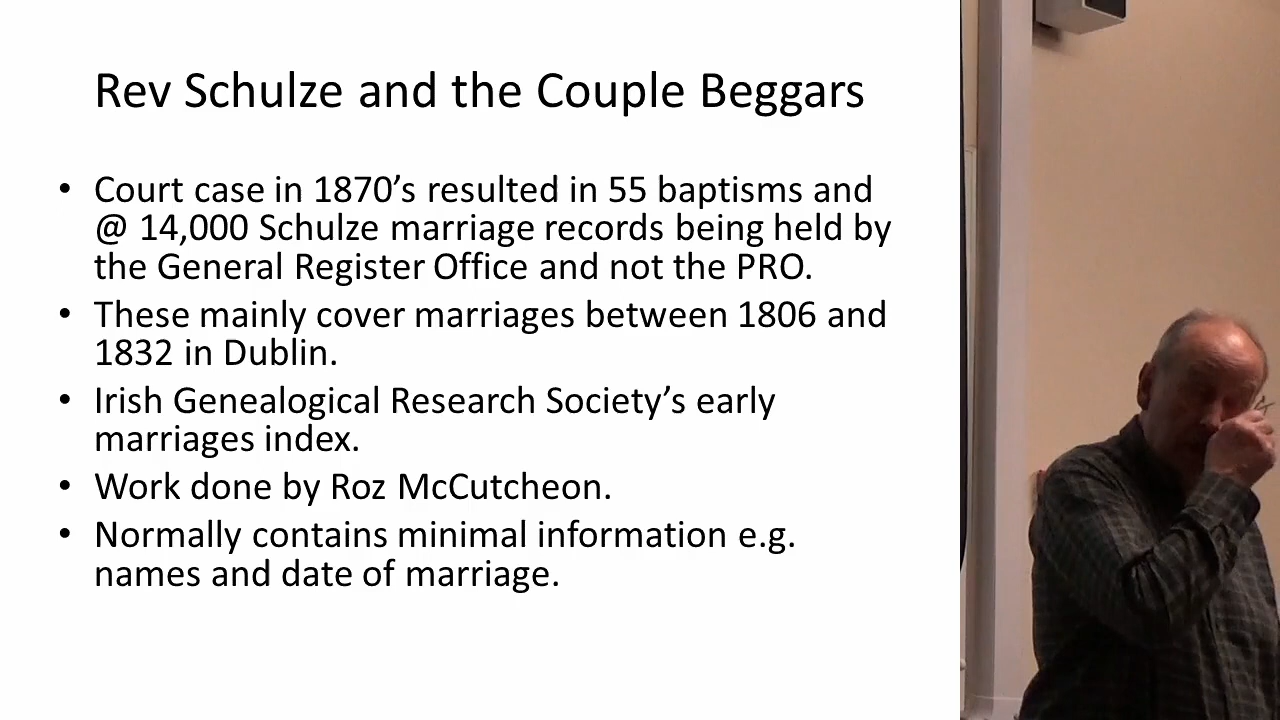 Rev Schulze and the Couple Beggars
• Court case in 1870’s resulted in 55 baptisms and
@ 14,000 Schulze marriage records being held by
the General Register Office and not the PRO.
• These mainly cover marriages between 1806 and
1832 in Dublin.
• Irish Genealogical Research Society’s early
marriages index.
• Work done by Roz McCutcheon.
• Normally contains minimal information e.g.
names and date of marriage.